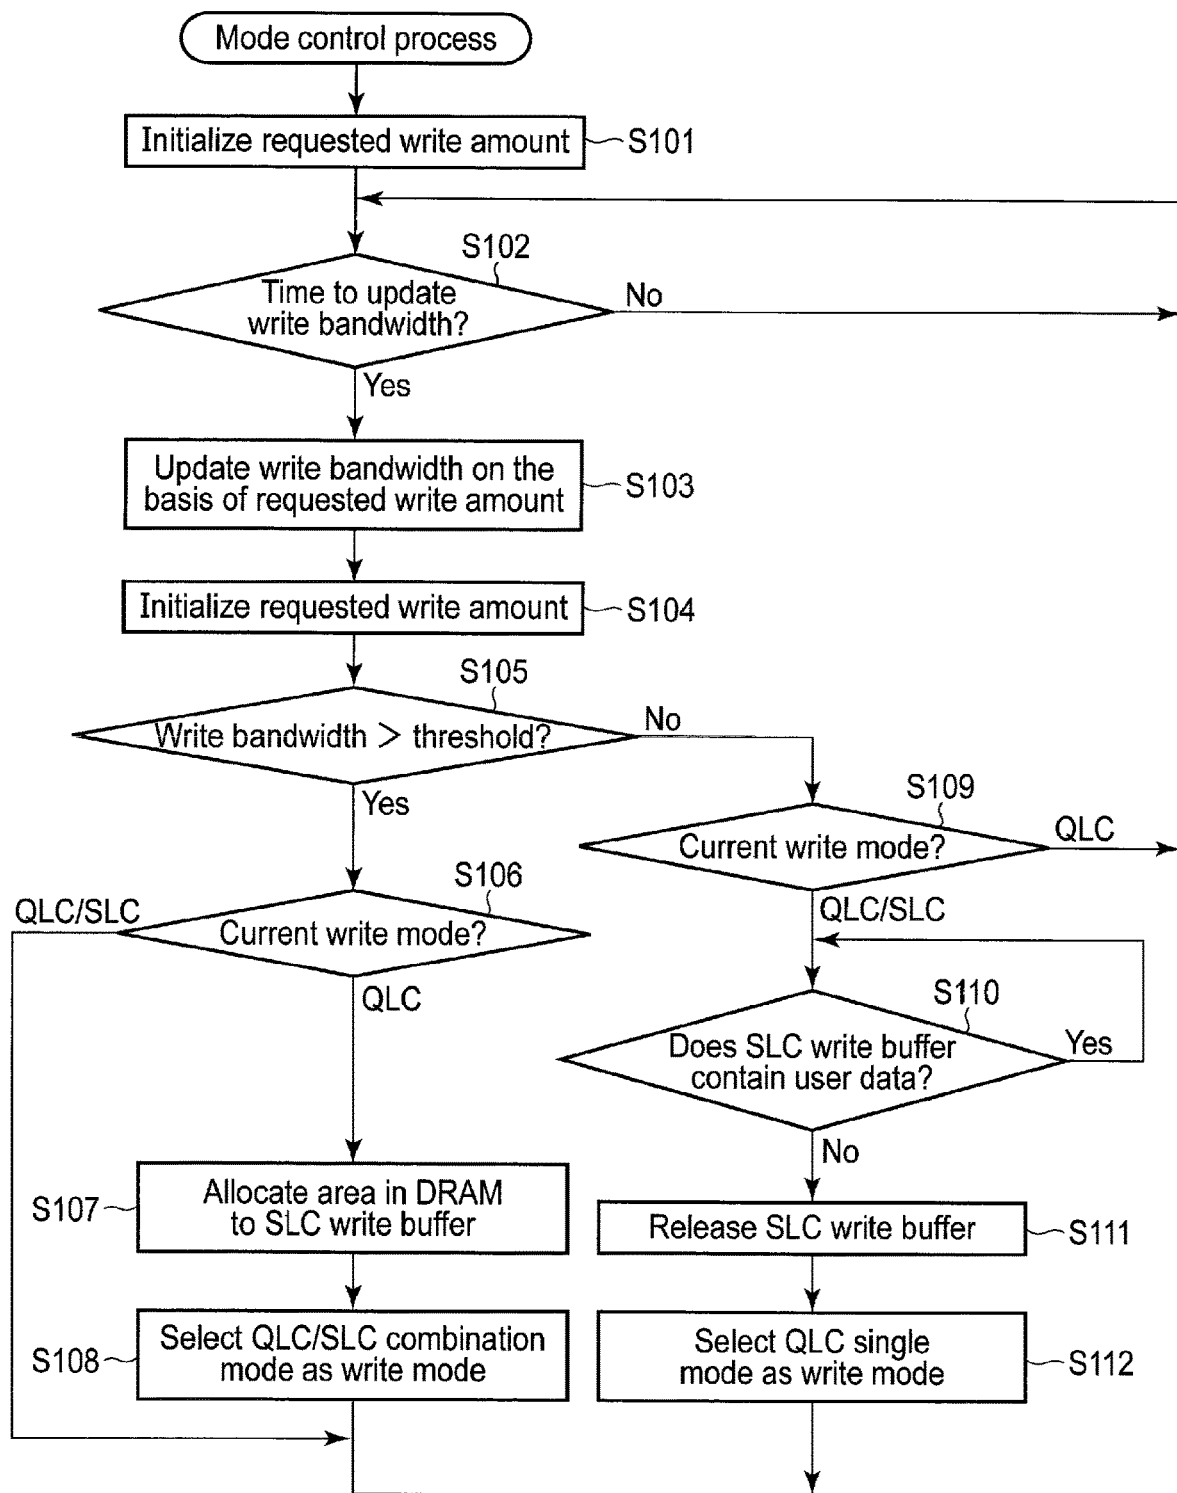 Mode control process
Initialize requested write amount
S101
S102
Time to update
write bandwidth?
No
Yes
Update write bandwidth on the
basis of requested write amount
S103
Initialize requested write amount
S104
S105
Write bandwidth > threshold?
No
Yes
S109
Current write mode?
QLC
S106
QLC/SLC
Current write mode?
QLC/SLC
QLC
S110
Does SLC write buffer
contain user data?
Yes
No
S107
Allocate area in DRAM
to SLC write buffer
Release SLC write buffer
S111
S108
Select QLC/SLC combination
mode as write mode
Select QLC single
mode as write mode
S112